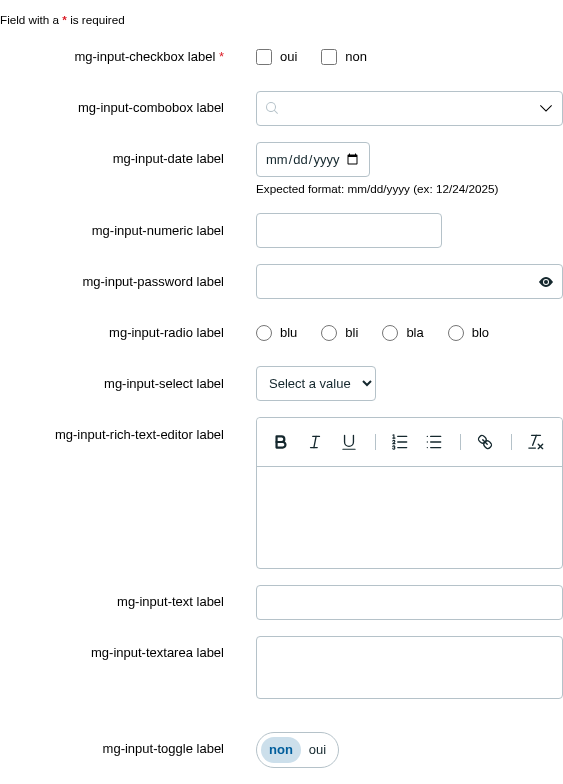 Field with a * is required
mg-input-checkbox label * oui non
mg-input-combobox label
mg-input-date label mm/dd/yyyy
Expected format: mm/dd/yyyy (ex: 12/24/2025)
mg-input-numeric label
mg-input-password label
mg-input-radio label blu bli bla blo
mg-input-select label Select a value
mg-input-rich-text-editor label
mg-input-text label
mg-input-textarea label
mg-input-toggle label non oui